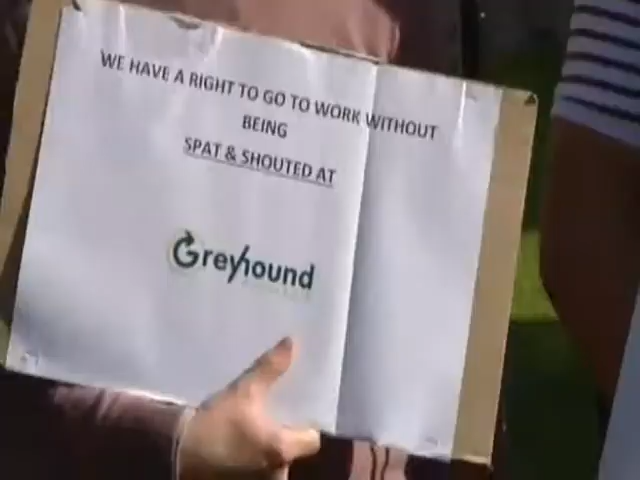 WE HAVE A RIGHT TO GO TO WORK WITHOUT
BEING
SPAT & SHOUTED AT
Greyhound